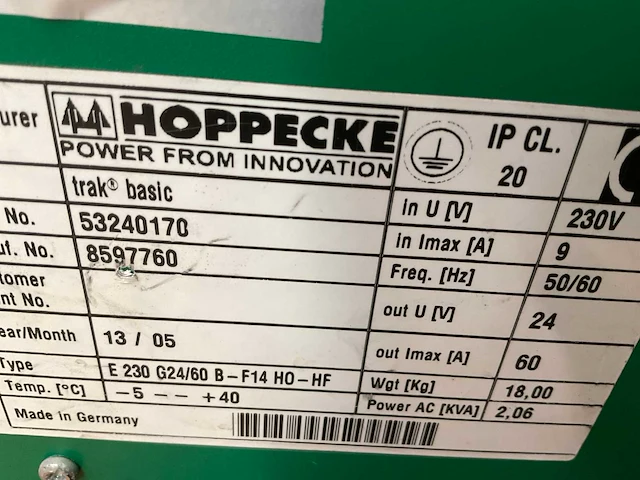 urer HOPPECKE
POWER FROM INNOVATION
IP CL.
20
trak® basic
in U [V] 230V
No. 53240170
in Imax [A] 9
uf. No. 8597760
Freq. [Hz] 50/60
tomer
nt No.
out U [V] 24
ear/Month 13 / 05
out Imax [A] 60
Type E 230 G24/60 B-F14 HO-HF
Wgt [Kg] 18,00
Temp. [°C] -5 -- +40
Power AC [KVA] 2,06
Made in Germany